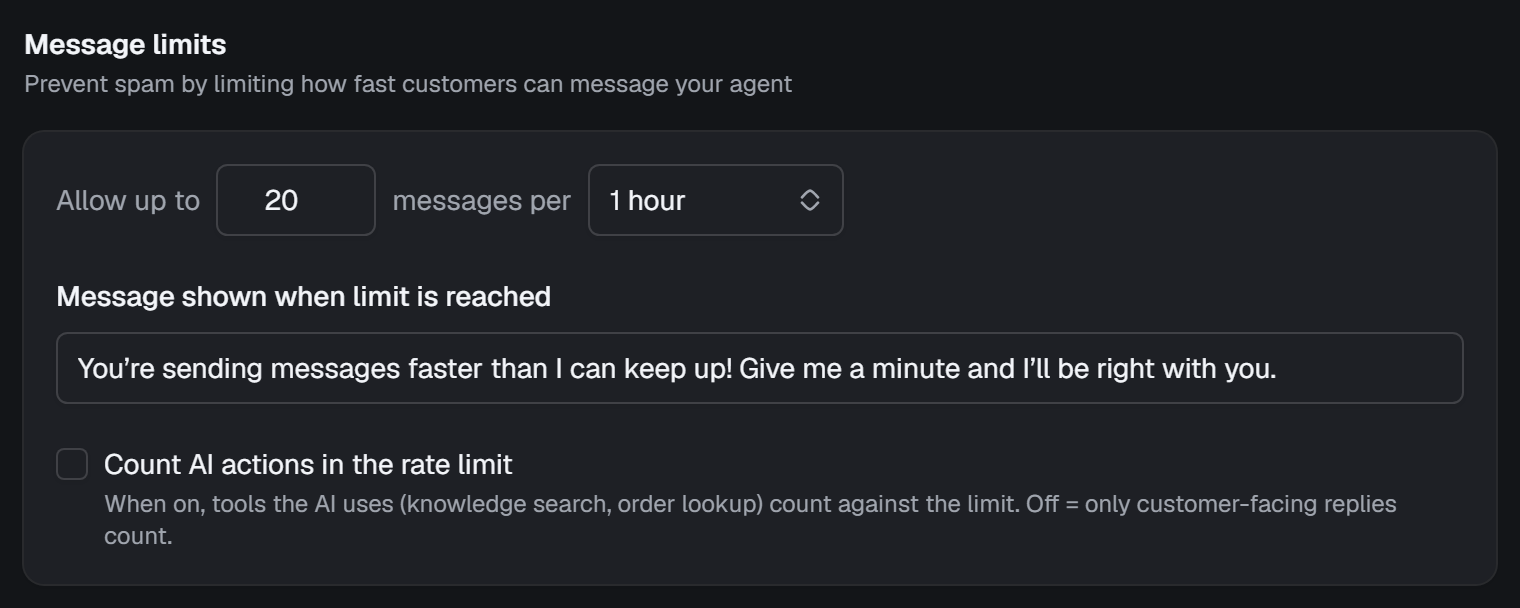 Message limits
Prevent spam by limiting how fast customers can message your agent
Allow up to 20 messages per 1 hour
Message shown when limit is reached
You’re sending messages faster than I can keep up! Give me a minute and I’ll be right with you.
Count AI actions in the rate limit
When on, tools the AI uses (knowledge search, order lookup) count against the limit. Off = only customer-facing replies
count.